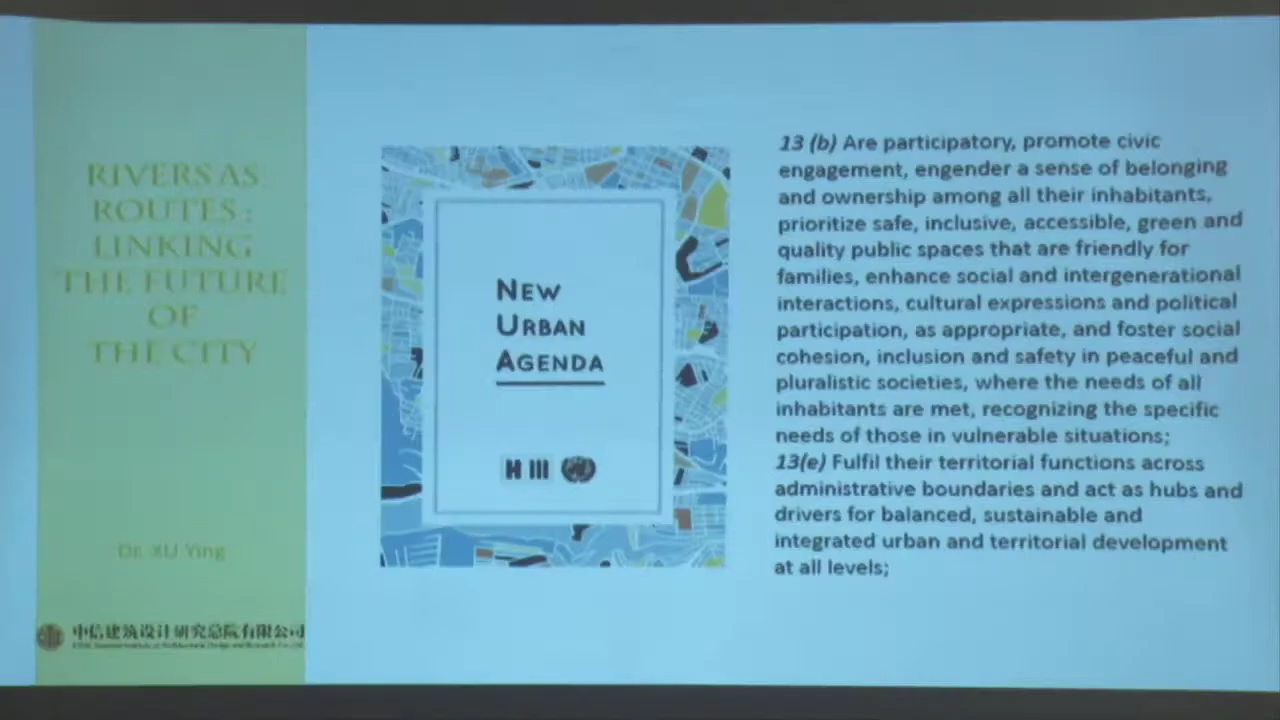 RIVERS AS
ROUTES :
LINKING
THE FUTURE
OF
THE CITY
Dr. XU Ying
中信建筑设计研究总院有限公司
NEW
URBAN
AGENDA
H III
13 (b) Are participatory, promote civic
engagement, engender a sense of belonging
and ownership among all their inhabitants,
prioritize safe, inclusive, accessible, green and
quality public spaces that are friendly for
families, enhance social and intergenerational
interactions, cultural expressions and political
participation, as appropriate, and foster social
cohesion, inclusion and safety in peaceful and
pluralistic societies, where the needs of all
inhabitants are met, recognizing the specific
needs of those in vulnerable situations;
13(e) Fulfil their territorial functions across
administrative boundaries and act as hubs and
drivers for balanced, sustainable and
integrated urban and territorial development
at all levels;